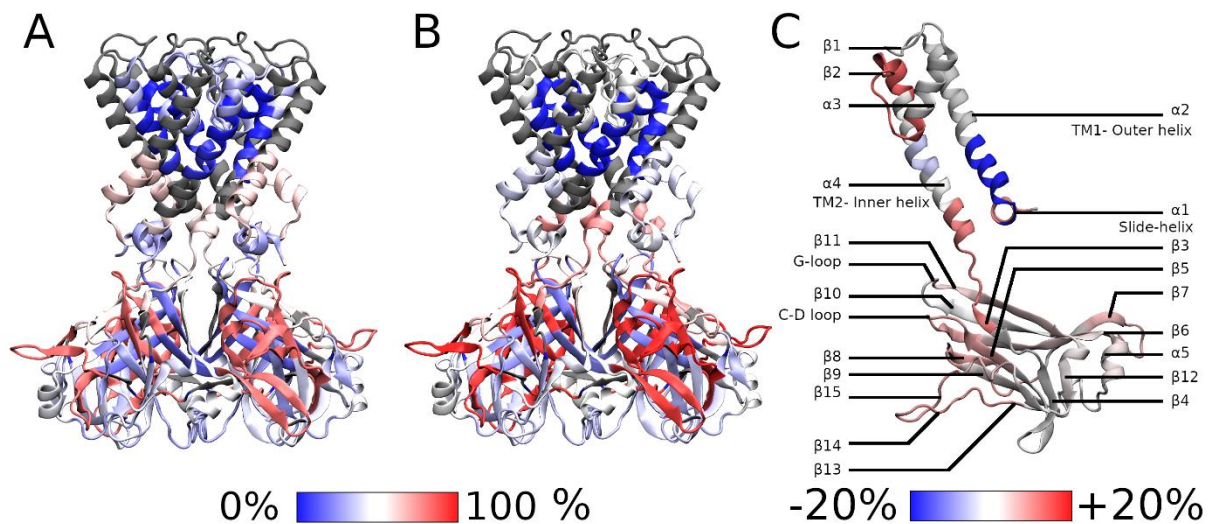 A
B
C
β1
β2
α3
α4
TM2- Inner helix
β11
G-loop
β10
C-D loop
β8
β9
β15
β14
β13
α2
TM1- Outer helix
α1
Slide-helix
β3
β5
β7
β6
α5
β12
β4
0%
100 %
-20%
+20%